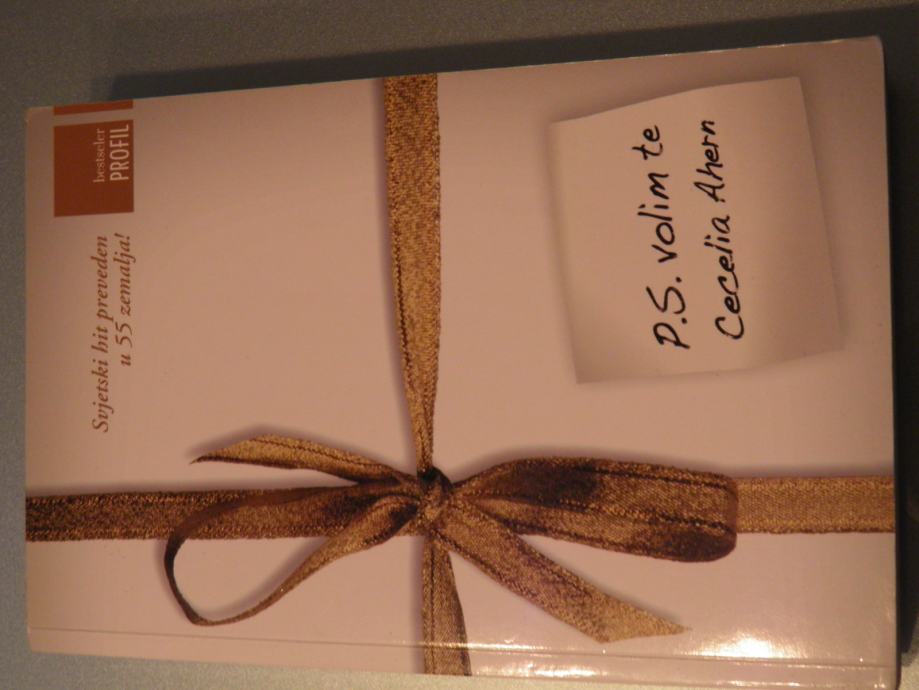 bestseler
PROFIL
Svjetski hit preveden
u 55 zemalja!
P.S. volim te
Cecelia Ahern